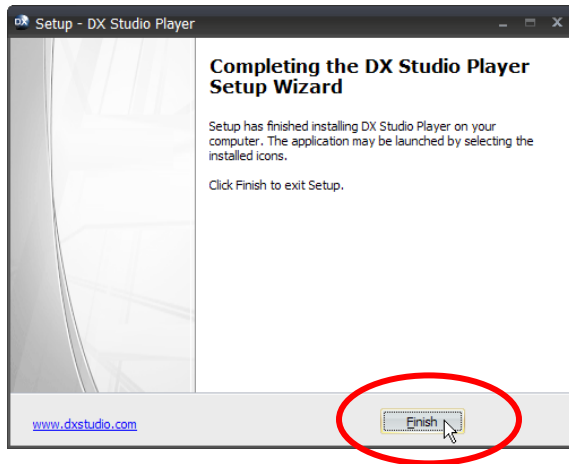 DX Setup - DX Studio Player
Completing the DX Studio Player
Setup Wizard
Setup has finished installing DX Studio Player on your
computer. The application may be launched by selecting the
installed icons.
Click Finish to exit Setup.
www.dxstudio.com
Finish